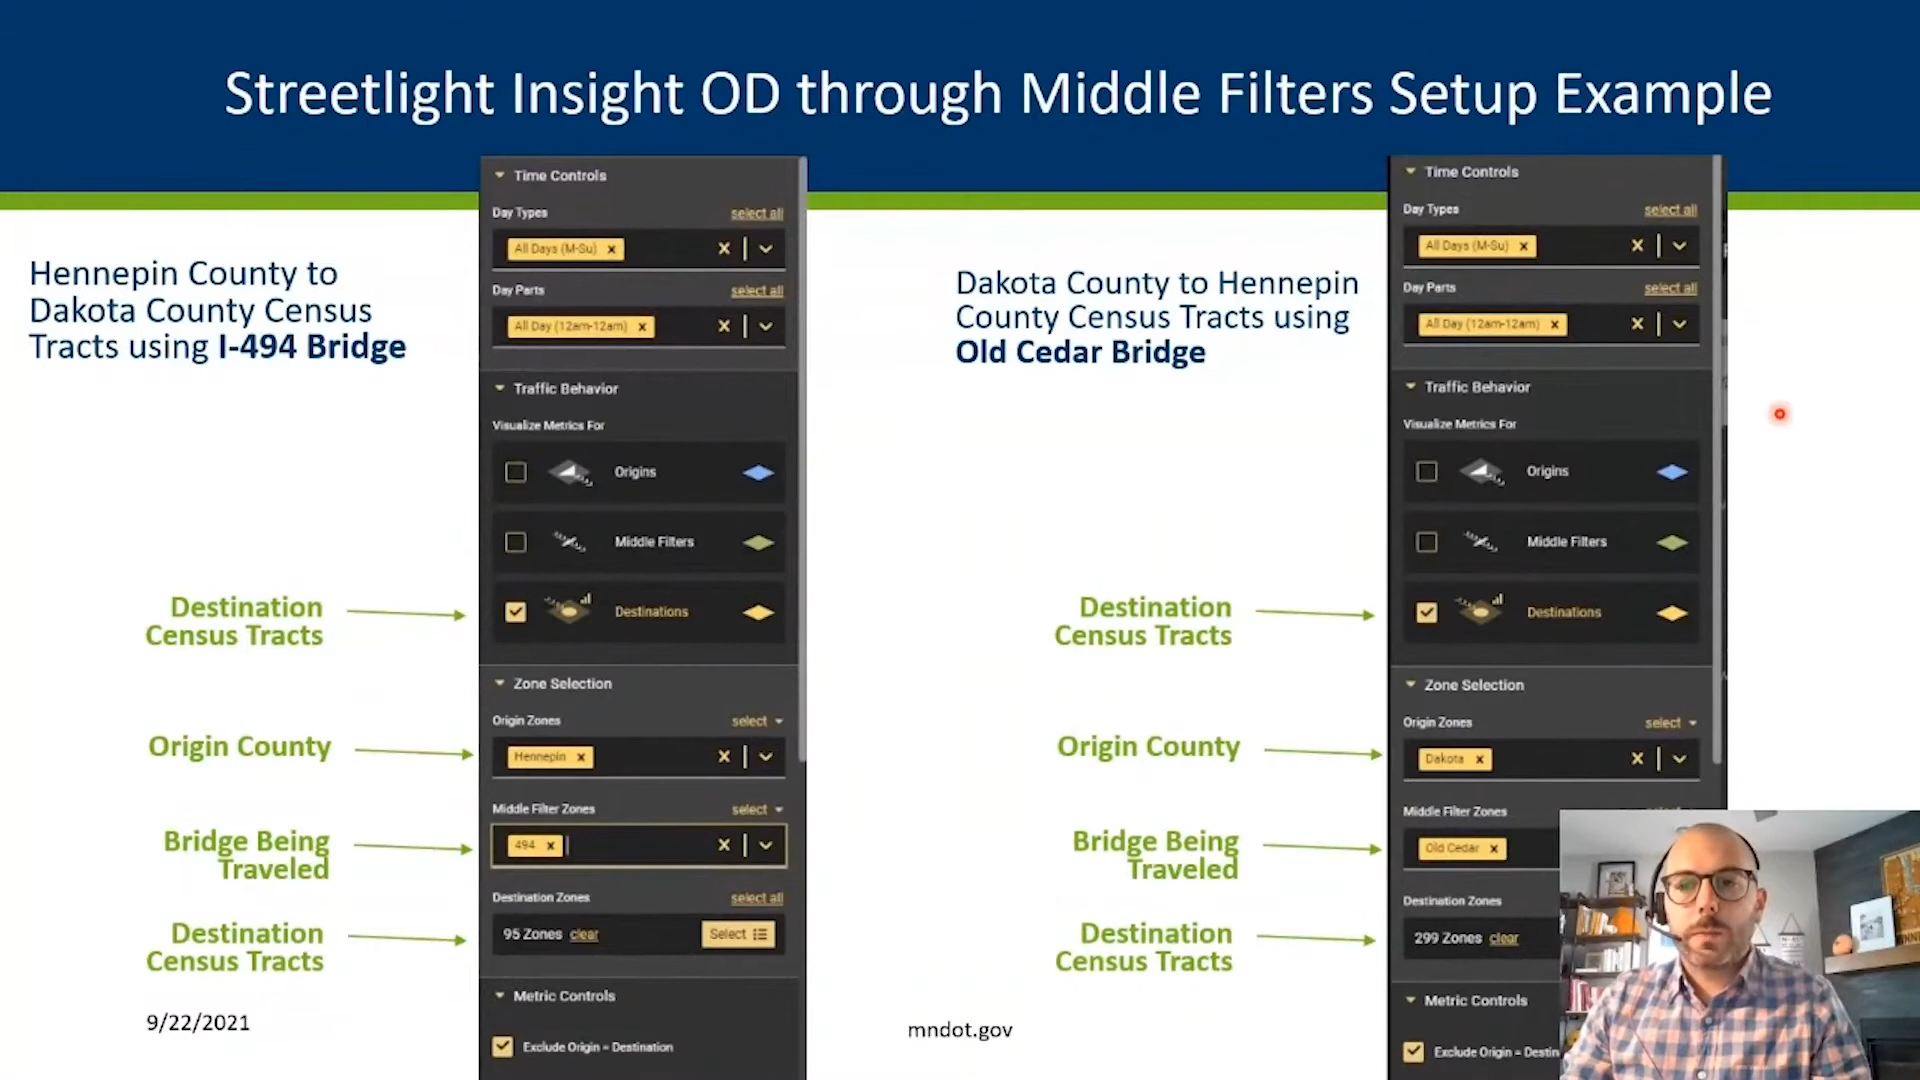 Streetlight Insight OD through Middle Filters Setup Example
Hennepin County to
Dakota County Census
Tracts using I-494 Bridge
Destination
Census Tracts
Origin County
Bridge Being
Traveled
Destination
Census Tracts
9/22/2021
Time Controls
Day Types select all
All Days (M-Su) x X
Day Parts select all
All Day (12am-12am) x X
Traffic Behavior
Visualize Metrics For
Origins
Middle Filters
Destinations
Zone Selection
Origin Zones select
Hennepin x X
Middle Filter Zones select
494 x X
Destination Zones select all
95 Zones clear Select
Metric Controls
Exclude Origin = Destination
Dakota County to Hennepin
County Census Tracts using
Old Cedar Bridge
Destination
Census Tracts
Origin County
Bridge Being
Traveled
Destination
Census Tracts
mndot.gov
Time Controls
Day Types select all
All Days (M-Su) x X
Day Parts select all
All Day (12am-12am) x X
Traffic Behavior
Visualize Metrics For
Origins
Middle Filters
Destinations
Zone Selection
Origin Zones select
Dakota x X
Middle Filter Zones
Old Cedar x
Destination Zones
299 Zones clear
Metric Controls
Exclude Origin = Destin